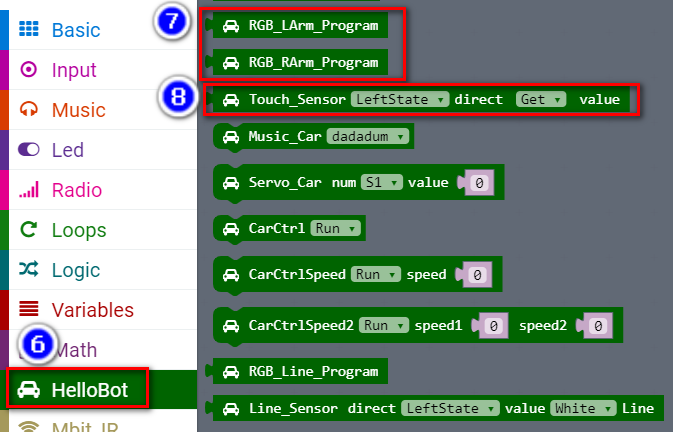 Basic
Input
Music
Led
Radio
Loops
Logic
Variables
6
Math
HelloBot
Mbit_IR
7
RGB_LArm_Program
RGB_RArm_Program
8
Touch_Sensor LeftState direct Get value
Music_Car dadadum
Servo_Car num S1 value 0
CarCtrl Run
CarCtrlSpeed Run speed 0
CarCtrlSpeed2 Run speed1 0 speed2 0
RGB_Line_Program
Line_Sensor direct LeftState value White Line